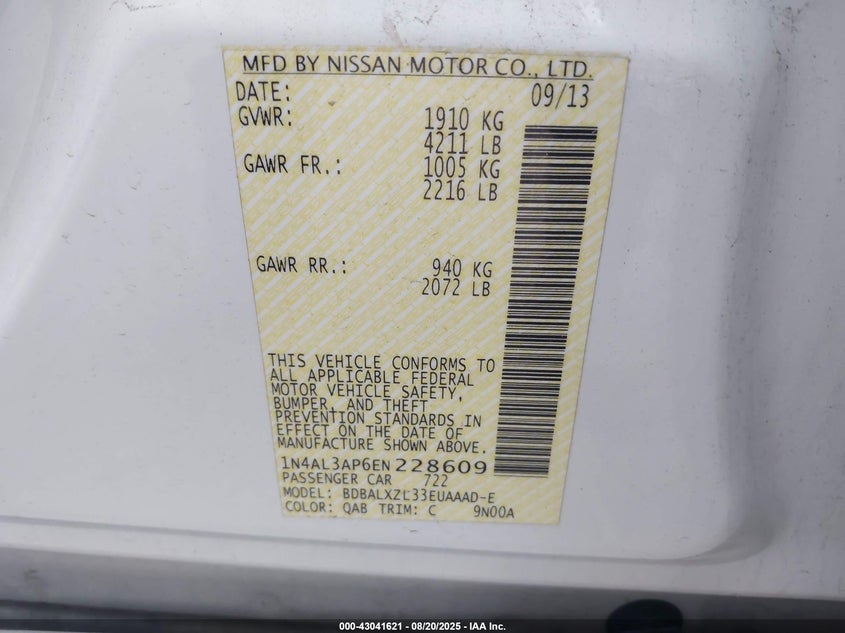 MFD BY NISSAN MOTOR CO., LTD.
DATE: 09/13
GVWR: 1910 KG
4211 LB
GAWR FR.: 1005 KG
2216 LB
GAWR RR.: 940 KG
2072 LB
THIS VEHICLE CONFORMS TO
ALL APPLICABLE FEDERAL
MOTOR VEHICLE SAFETY,
BUMPER, AND THEFT
PREVENTION STANDARDS IN
EFFECT ON THE DATE OF
MANUFACTURE SHOWN ABOVE.
1N4AL3AP6EN228609
PASSENGER CAR 722
MODEL: BDBALXZL33EUAAAD-E
COLOR: QAB TRIM: C 9N00A
000-43041621 - 08/20/2025 - IAA Inc.